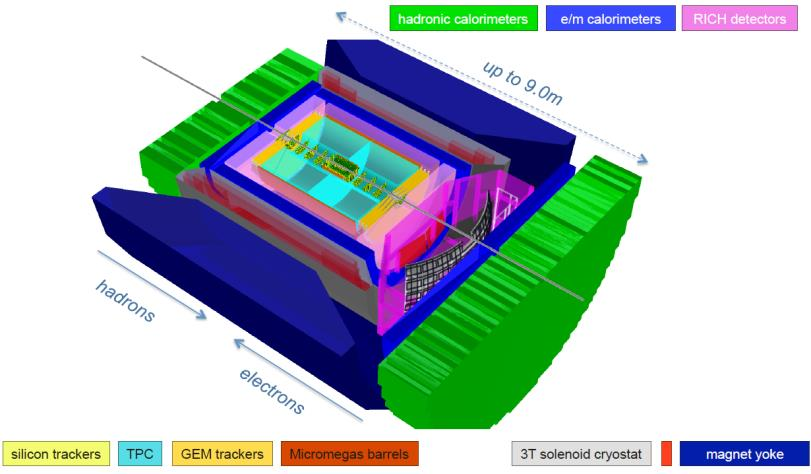 hadronic calorimeters
e/m calorimeters
RICH detectors
up to 9.0m
hadrons
electrons
silicon trackers
TPC
GEM trackers
Micromegas barrels
3T solenoid cryostat
magnet yoke